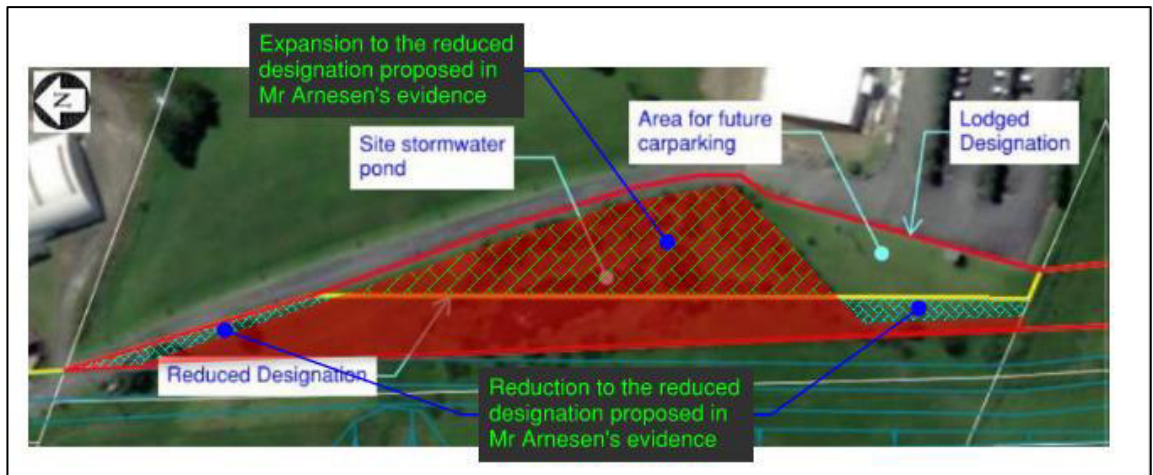 Expansion to the reduced
designation proposed in
Mr Arnesen's evidence
N
Site stormwater
pond
Area for future
carparking
Lodged
Designation
Reduced Designation
Reduction to the reduced
designation proposed in
Mr Arnesen's evidence